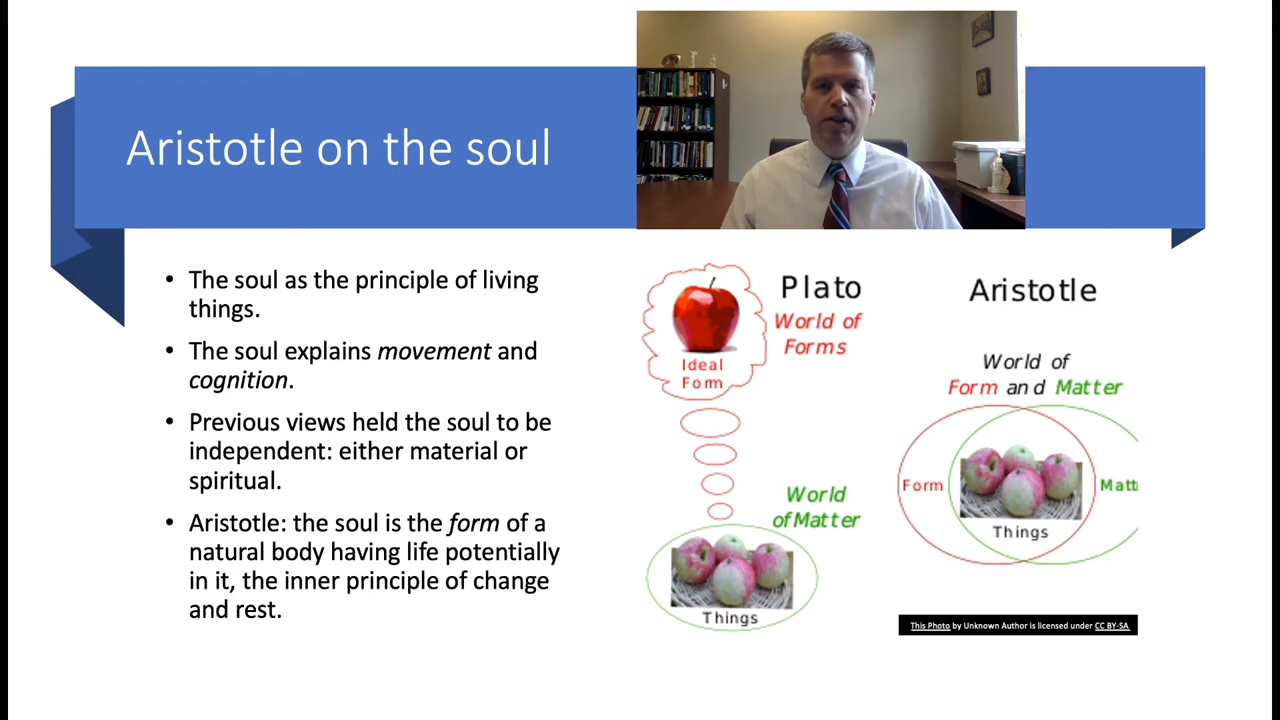 Aristotle on the soul
• The soul as the principle of living
things.
• The soul explains movement and
cognition.
• Previous views held the soul to be
independent: either material or
spiritual.
• Aristotle: the soul is the form of a
natural body having life potentially
in it, the inner principle of change
and rest.
Plato
World of
Forms
Ideal
Form
World
of Matter
Things
Aristotle
World of
Form and Matter
Form
Matt
Things
This Photo by Unknown Author is licensed under CC BY-SA